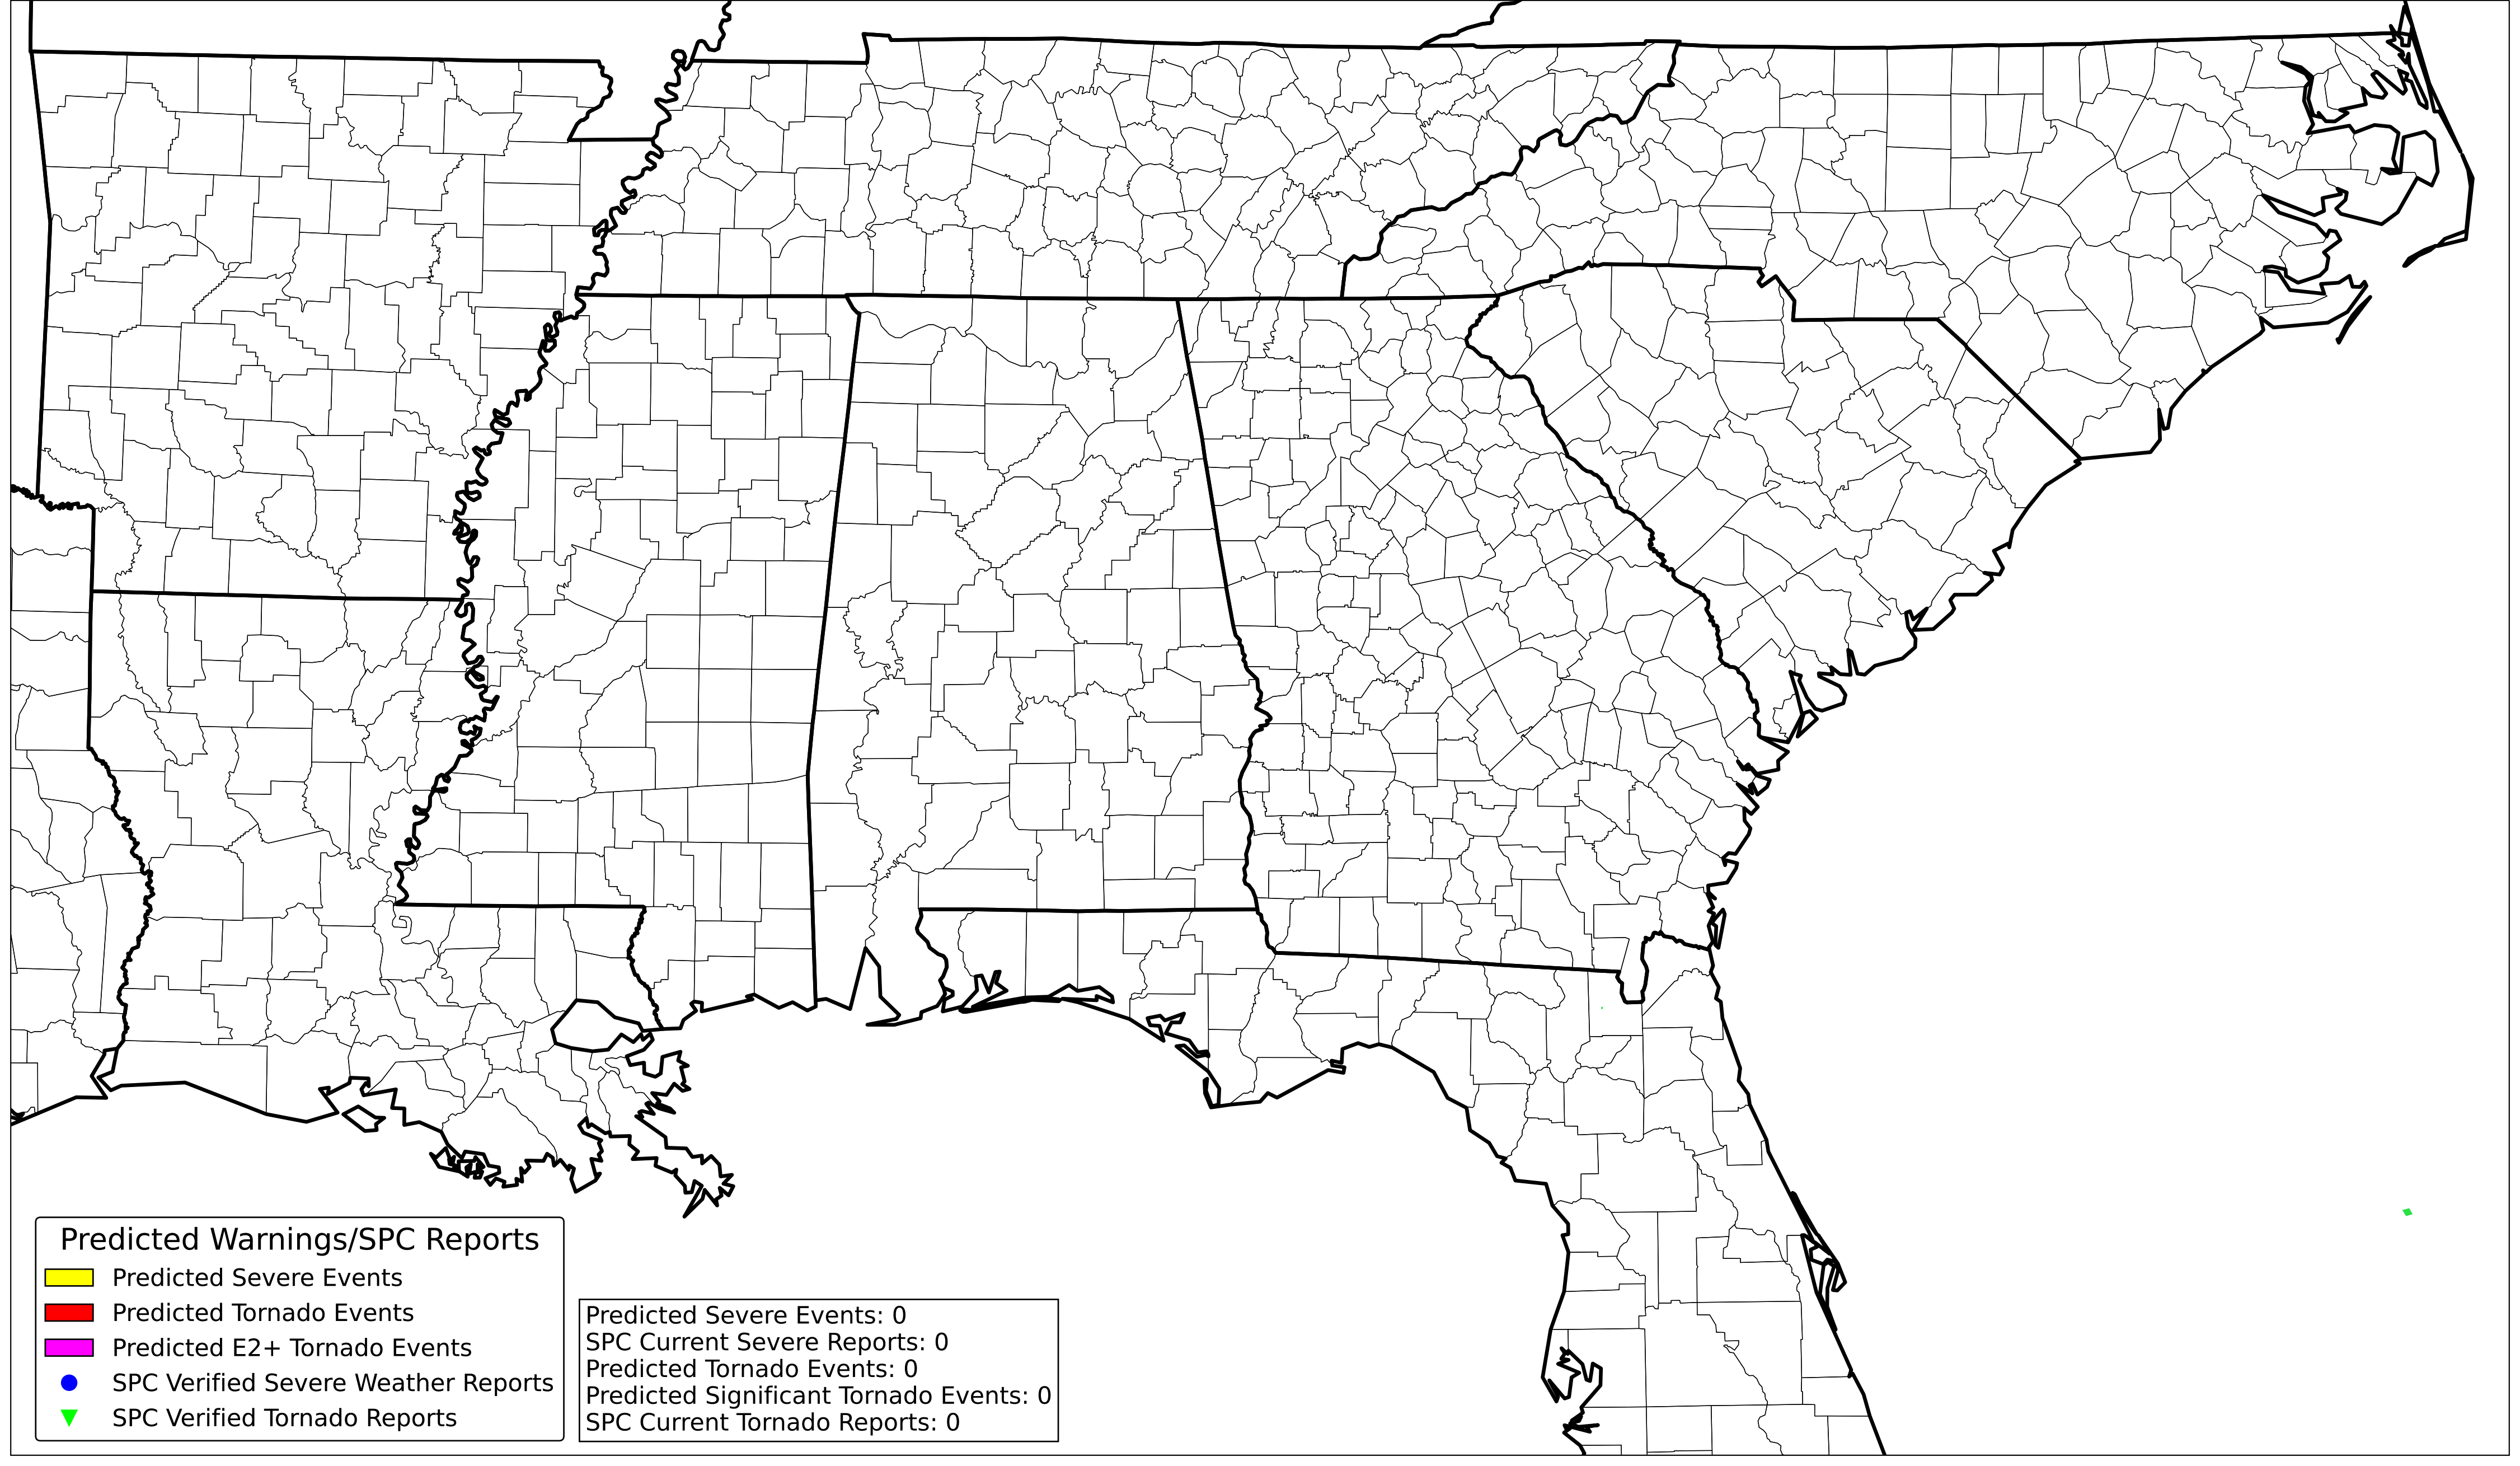 Predicted Warnings/SPC Reports
Predicted Severe Events
Predicted Tornado Events
Predicted E2+ Tornado Events
SPC Verified Severe Weather Reports
SPC Verified Tornado Reports
Predicted Severe Events: 0
SPC Current Severe Reports: 0
Predicted Tornado Events: 0
Predicted Significant Tornado Events: 0
SPC Current Tornado Reports: 0